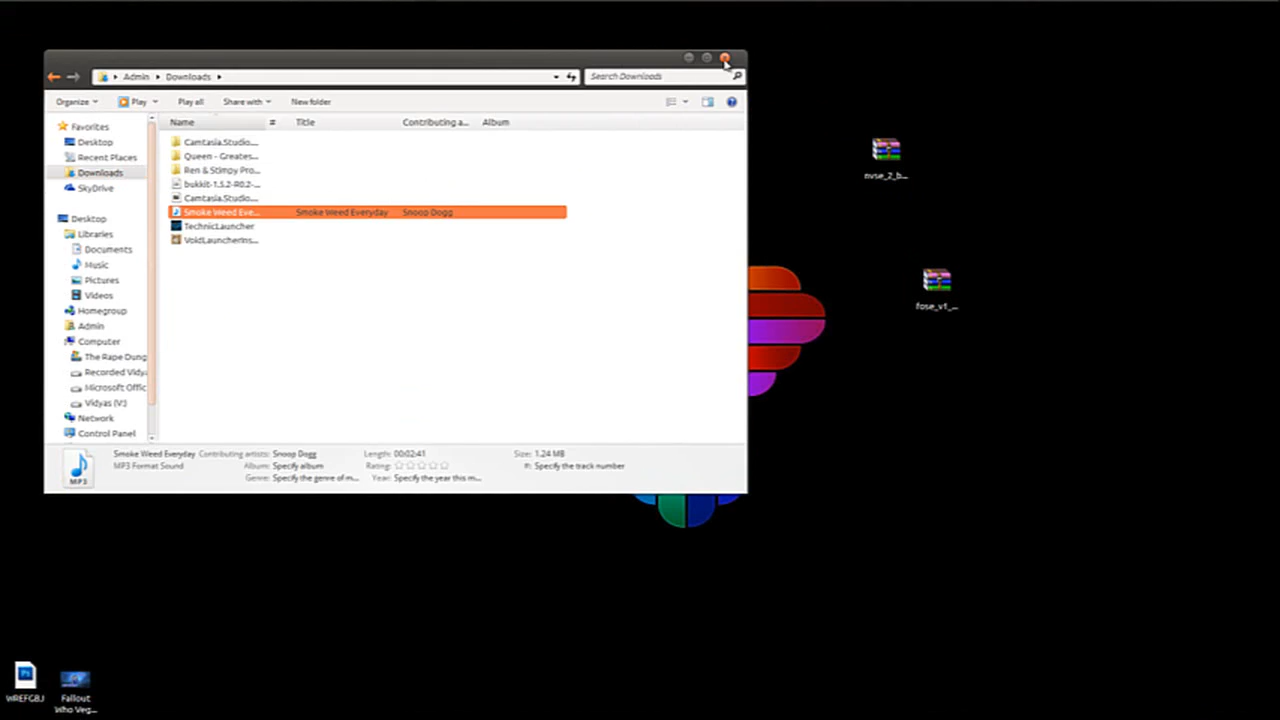 Admin ▸ Downloads ▸
Search Downloads
Organize
Play
Play all
Share with
New folder
Name
#
Title
Contributing a...
Album
Favorites
Desktop
Recent Places
Downloads
SkyDrive
Desktop
Libraries
Documents
Music
Pictures
Videos
Homegroup
Admin
Computer
The Rape Dung
Recorded Vidya
Microsoft Offic
Vidyas (V:)
Network
Control Panel
Camtasia.Studio....
Queen - Greates...
Ren & Stimpy Pro...
bukkit-1.5.2-R0.2-...
Camtasia.Studio....
Smoke Weed Eve... Smoke Weed Everyday Snoop Dogg
TechnicLauncher
VoidLauncherIns...
Smoke Weed Everyday Contributing artists: Snoop Dogg Length: 00:02:41 Size: 1.24 MB
MP3 Format Sound Album: Specify album Rating: #: Specify the track number
Genre: Specify the genre of m... Year: Specify the year this m...
MP3
nvse_2_b...
fose_v1_...
WREFGBJ
Fallout
Who Veg...